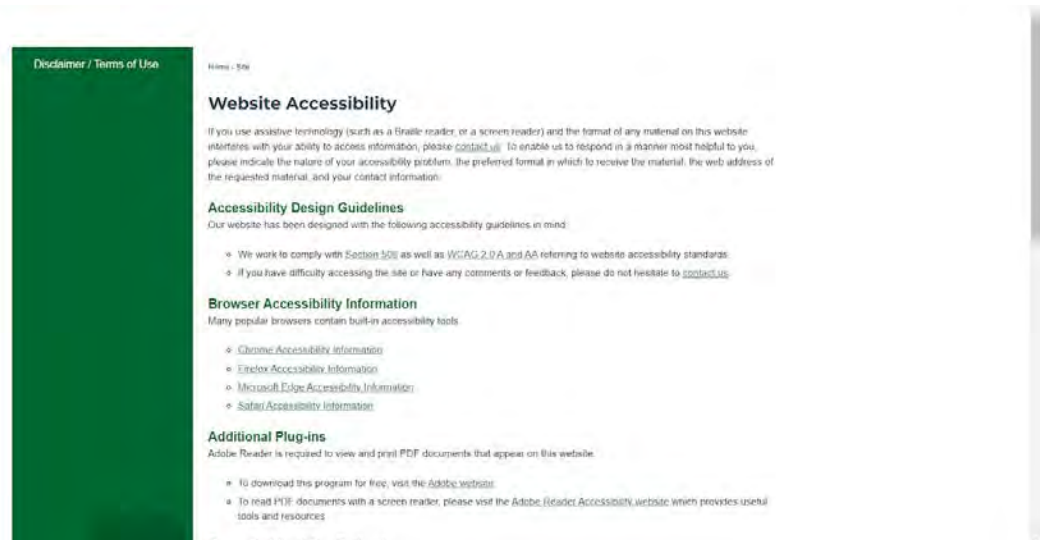 Disclaimer / Terms of Use
Home - Site
Website Accessibility
If you use assistive technology (such as a Braille reader, or a screen reader) and the format of any material on this website
interferes with your ability to access information, please contact us. To enable us to respond in a manner most helpful to you,
please indicate the nature of your accessibility problem, the preferred format in which to receive the material, the web address of
the requested material, and your contact information.
Accessibility Design Guidelines
Our website has been designed with the following accessibility guidelines in mind:
We work to comply with Section 508 as well as WCAG 2.0 A and AA referring to website accessibility standards.
If you have difficulty accessing the site or have any comments or feedback, please do not hesitate to contact us.
Browser Accessibility Information
Many popular browsers contain built-in accessibility tools.
Chrome Accessibility Information
Firefox Accessibility Information
Microsoft Edge Accessibility Information
Safari Accessibility Information
Additional Plug-ins
Adobe Reader is required to view and print PDF documents that appear on this website.
To download this program for free, visit the Adobe website.
To read PDF documents with a screen reader, please visit the Adobe Reader Accessibility website which provides useful
tools and resources.